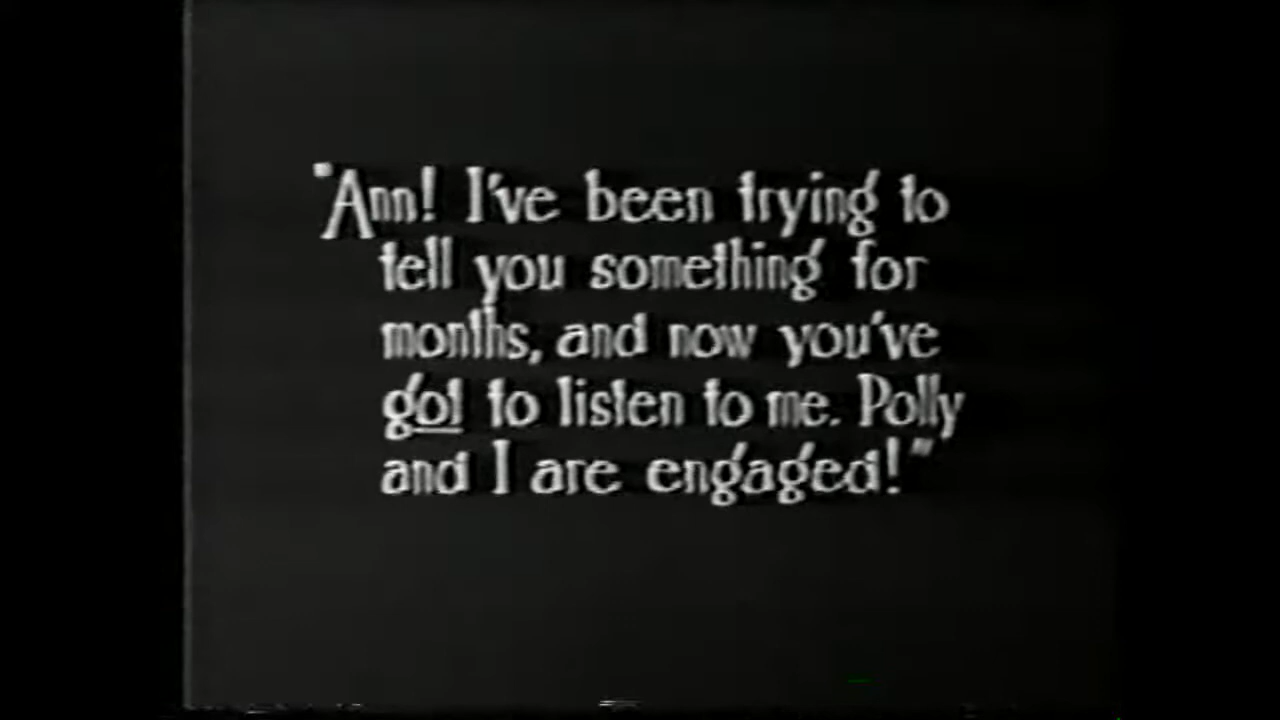 "Ann! I've been trying to
tell you something for
months, and now you've
got to listen to me. Polly
and I are engaged!"